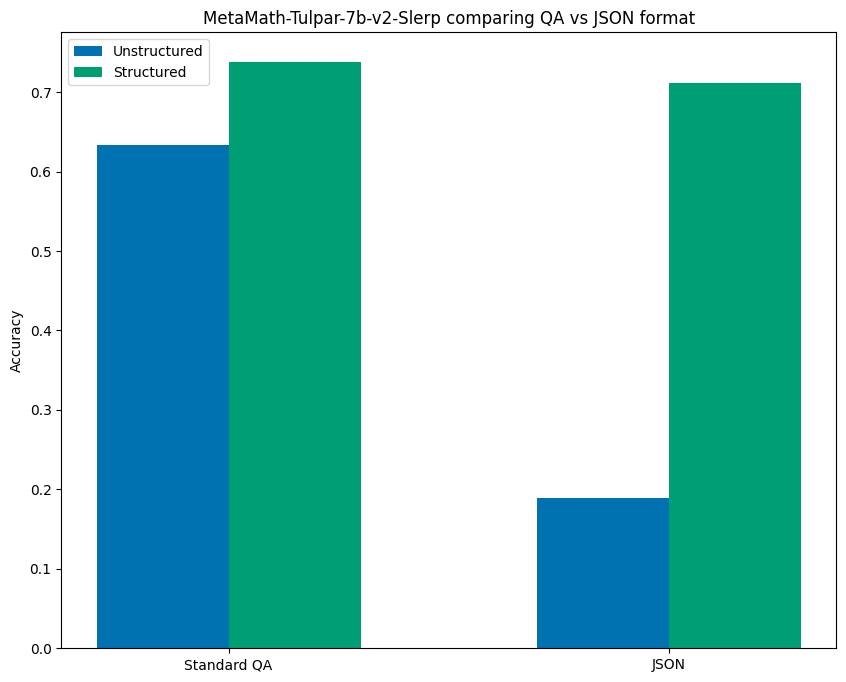 MetaMath-Tulpar-7b-v2-Slerp comparing QA vs JSON format
Unstructured
Structured
Accuracy
0.7
0.6
0.5
0.4
0.3
0.2
0.1
0.0
Standard QA
JSON